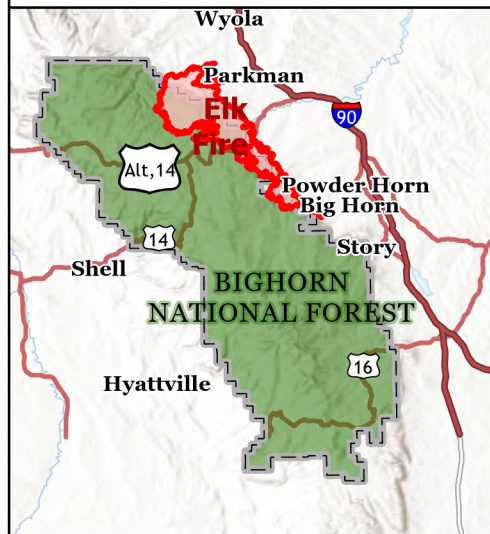 Wyola
Parkman
Elk
Fire
90
Alt,14
Powder Horn
Big Horn
14
Story
Shell
BIGHORN
NATIONAL FOREST
16
Hyattville